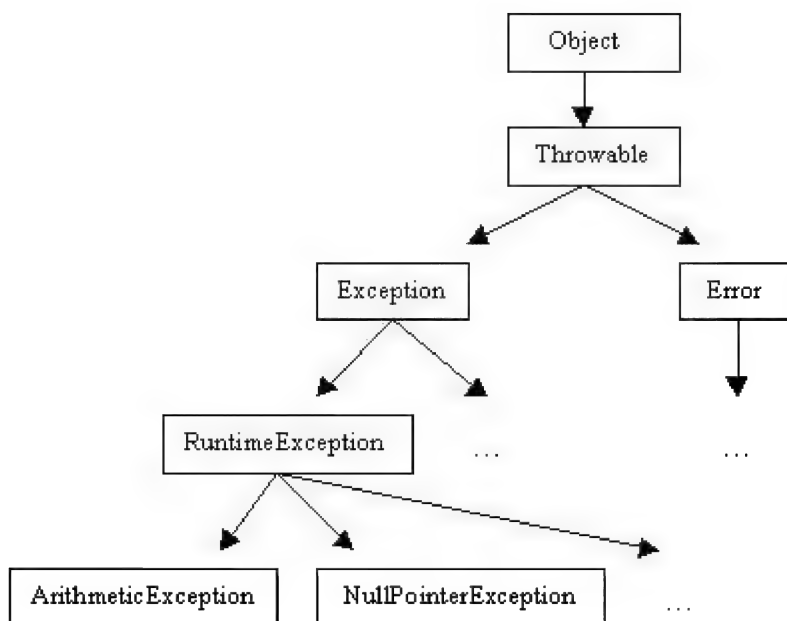 Object
Throwable
Exception
Error
RuntimeException
...
...
ArithmeticException
NullPointerException
...